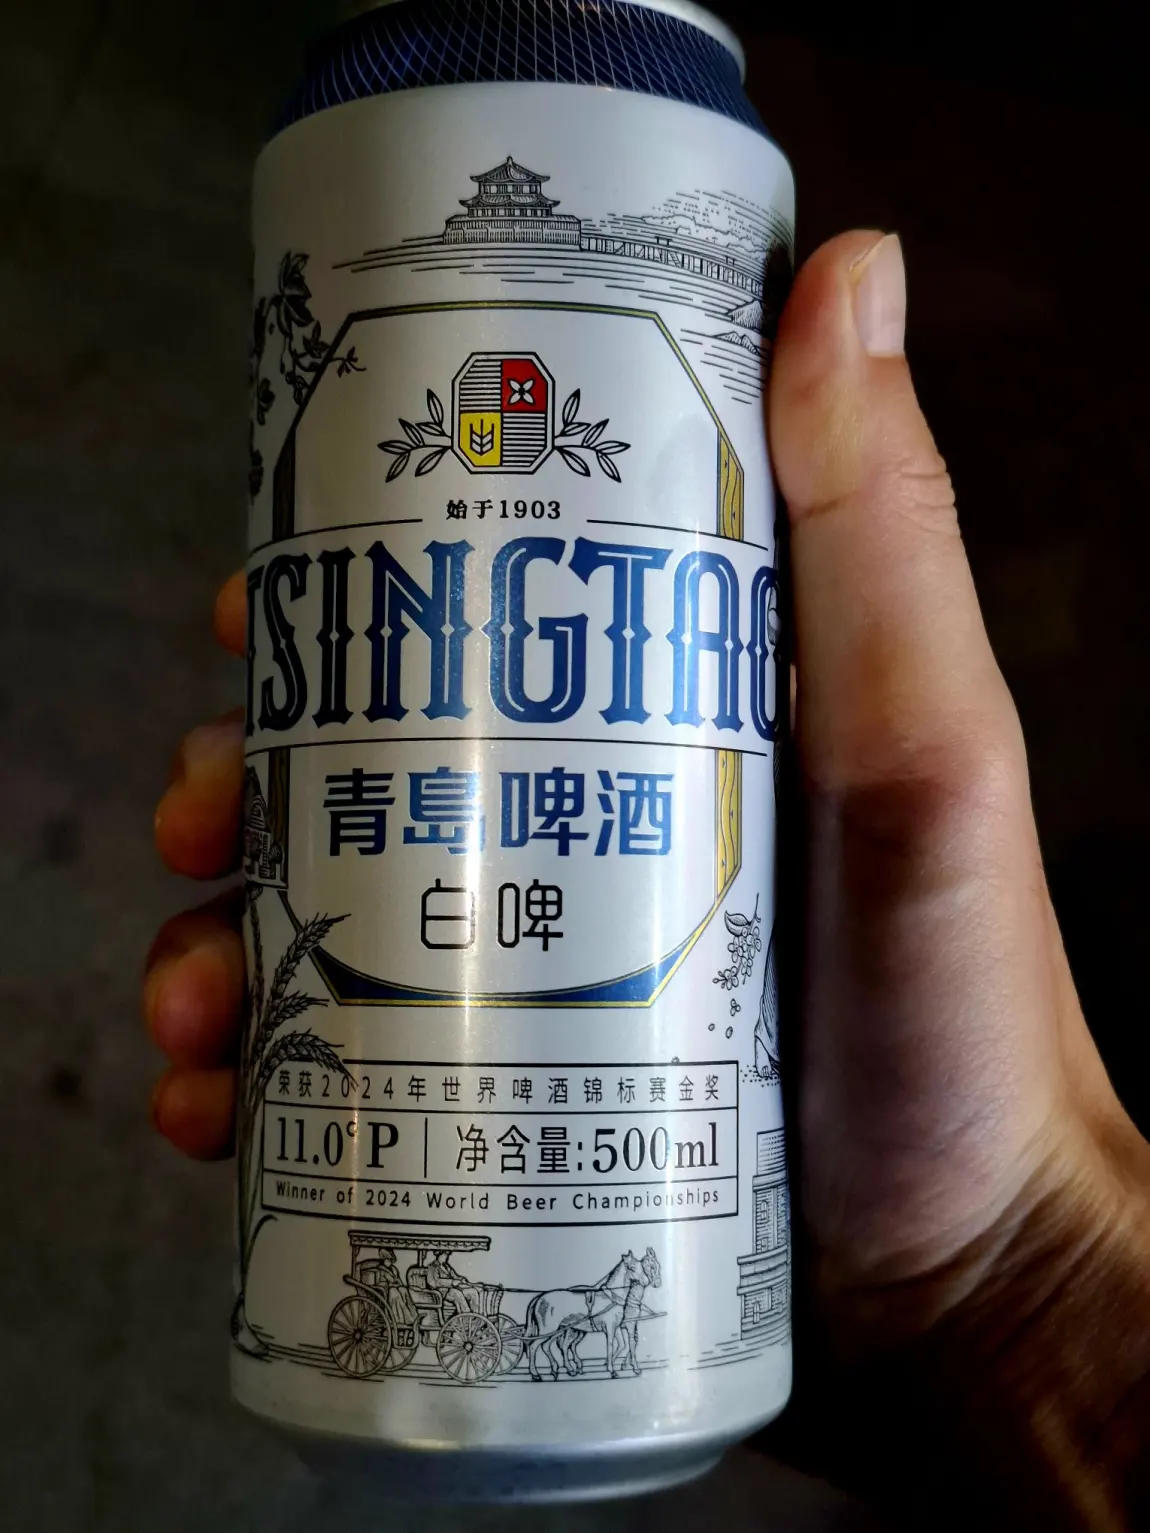 始于1903
TSINGTAO
青島啤酒
白啤
荣获2024年世界啤酒锦标赛金奖
11.0°P | 净含量:500ml
Winner of 2024 World Beer Championships